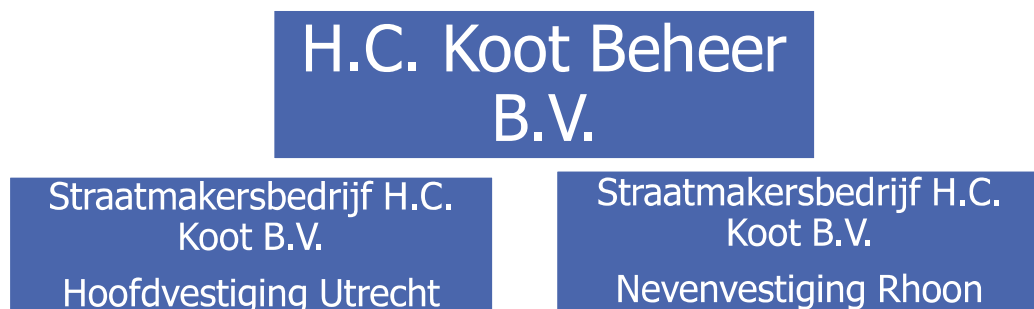 H.C. Koot Beheer
B.V.
Straatmakersbedrijf H.C.
Koot B.V.
Hoofdvestiging Utrecht
Straatmakersbedrijf H.C.
Koot B.V.
Nevenvestiging Rhoon